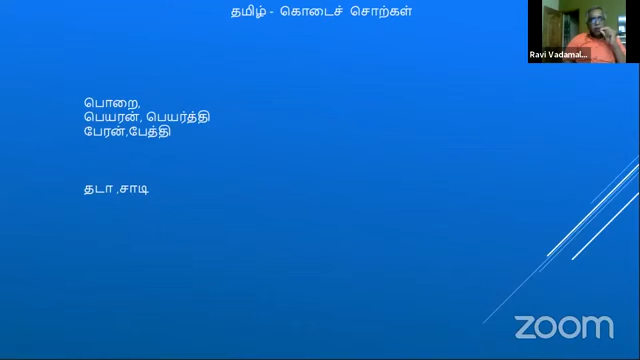 தமிழ் - கொடைச் சொற்கள்
Ravi Vadamal...
பொறை,
பெயரன், பெயர்த்தி
பேரன்,பேத்தி
தடா ,சாடி
zoom